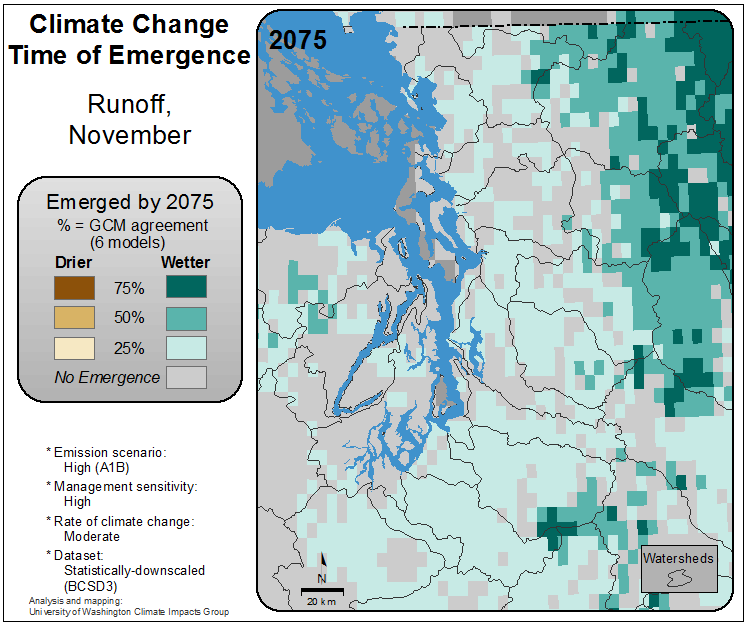 Climate Change
Time of Emergence
Runoff,
November
Emerged by 2075
% = GCM agreement
(6 models)
Drier Wetter
75%
50%
25%
No Emergence
* Emission scenario:
High (A1B)
* Management sensitivity:
High
* Rate of climate change:
Moderate
* Dataset:
Statistically-downscaled
(BCSD3)
Analysis and mapping:
University of Washington Climate Impacts Group
2075
N
20 km
Watersheds